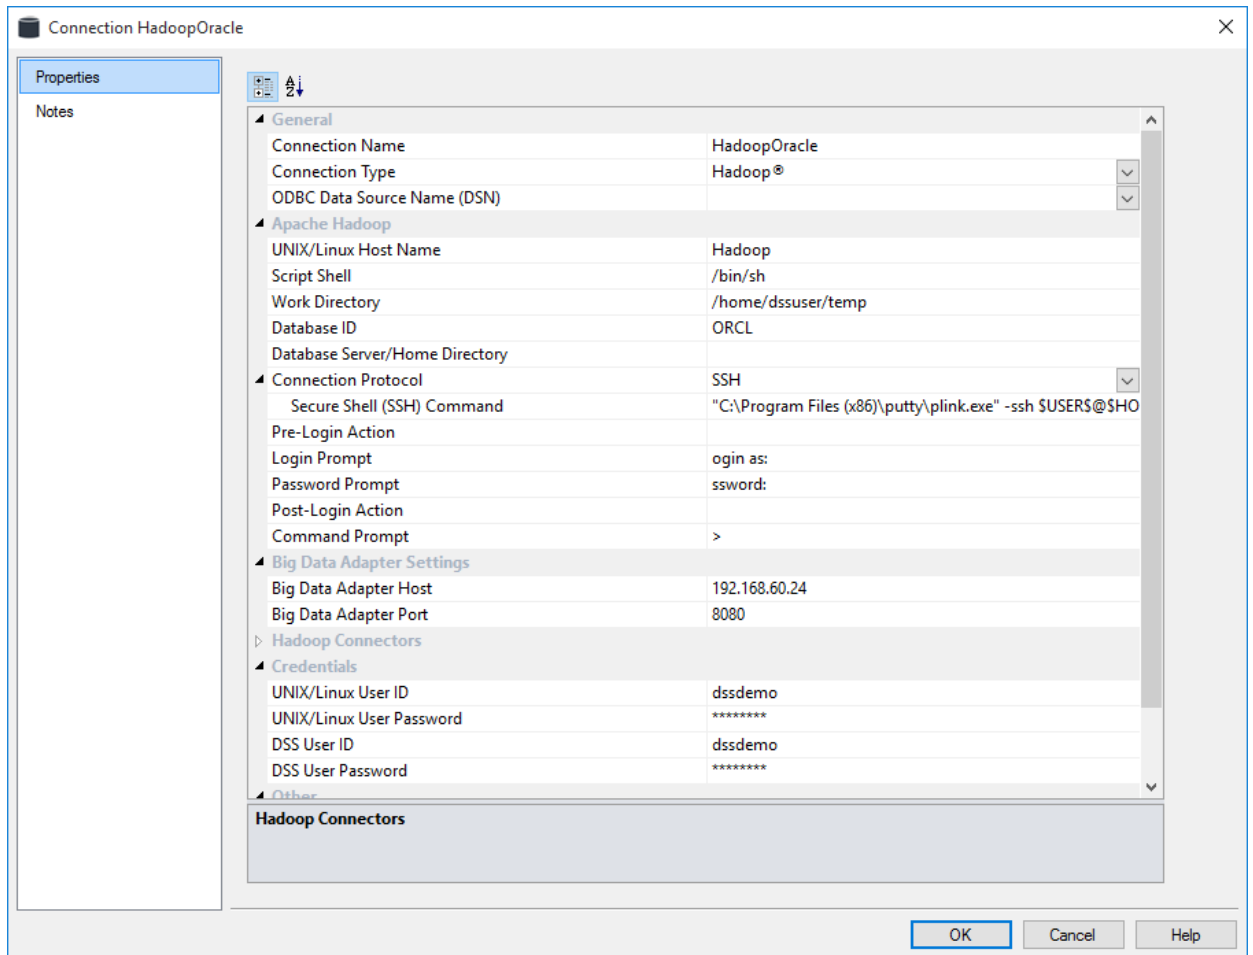 Connection HadoopOracle
Properties
Notes
General
Connection Name HadoopOracle
Connection Type Hadoop®
ODBC Data Source Name (DSN)
Apache Hadoop
UNIX/Linux Host Name Hadoop
Script Shell /bin/sh
Work Directory /home/dssuser/temp
Database ID ORCL
Database Server/Home Directory
Connection Protocol SSH
Secure Shell (SSH) Command "C:\Program Files (x86)\putty\plink.exe" -ssh $USER$@$HO
Pre-Login Action
Login Prompt ogin as:
Password Prompt ssword:
Post-Login Action
Command Prompt >
Big Data Adapter Settings
Big Data Adapter Host 192.168.60.24
Big Data Adapter Port 8080
Hadoop Connectors
Credentials
UNIX/Linux User ID dssdemo
UNIX/Linux User Password ********
DSS User ID dssdemo
DSS User Password ********
Other
Hadoop Connectors
OK Cancel Help